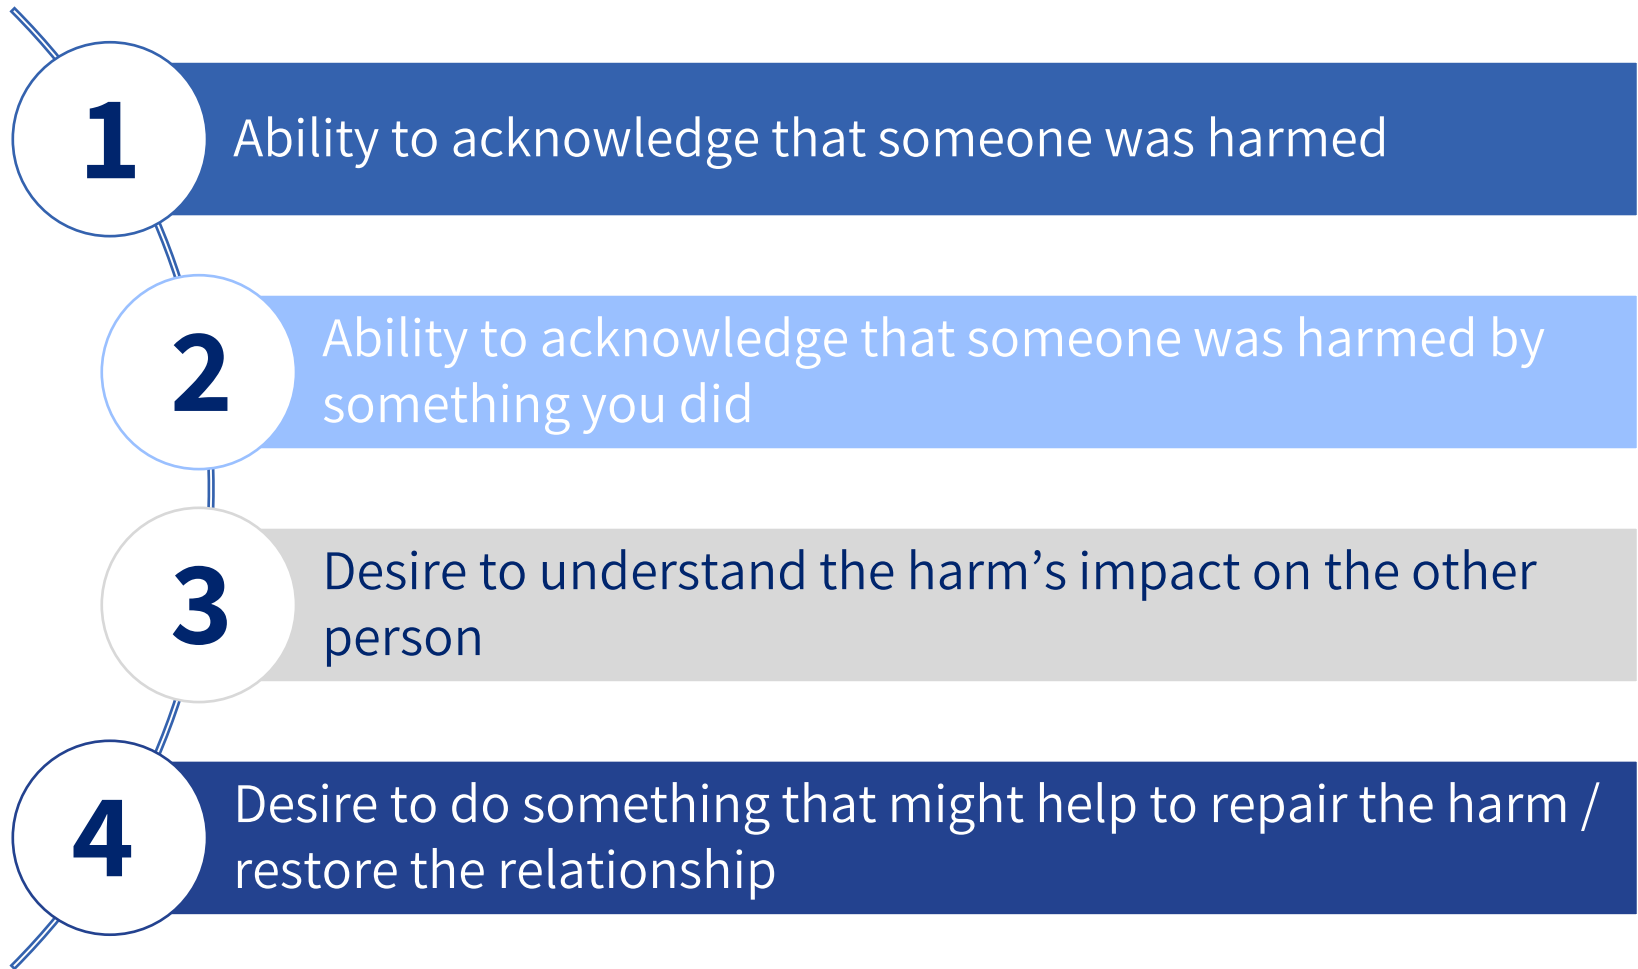 1
Ability to acknowledge that someone was harmed
2
Ability to acknowledge that someone was harmed by
something you did
3
Desire to understand the harm’s impact on the other
person
4
Desire to do something that might help to repair the harm /
restore the relationship